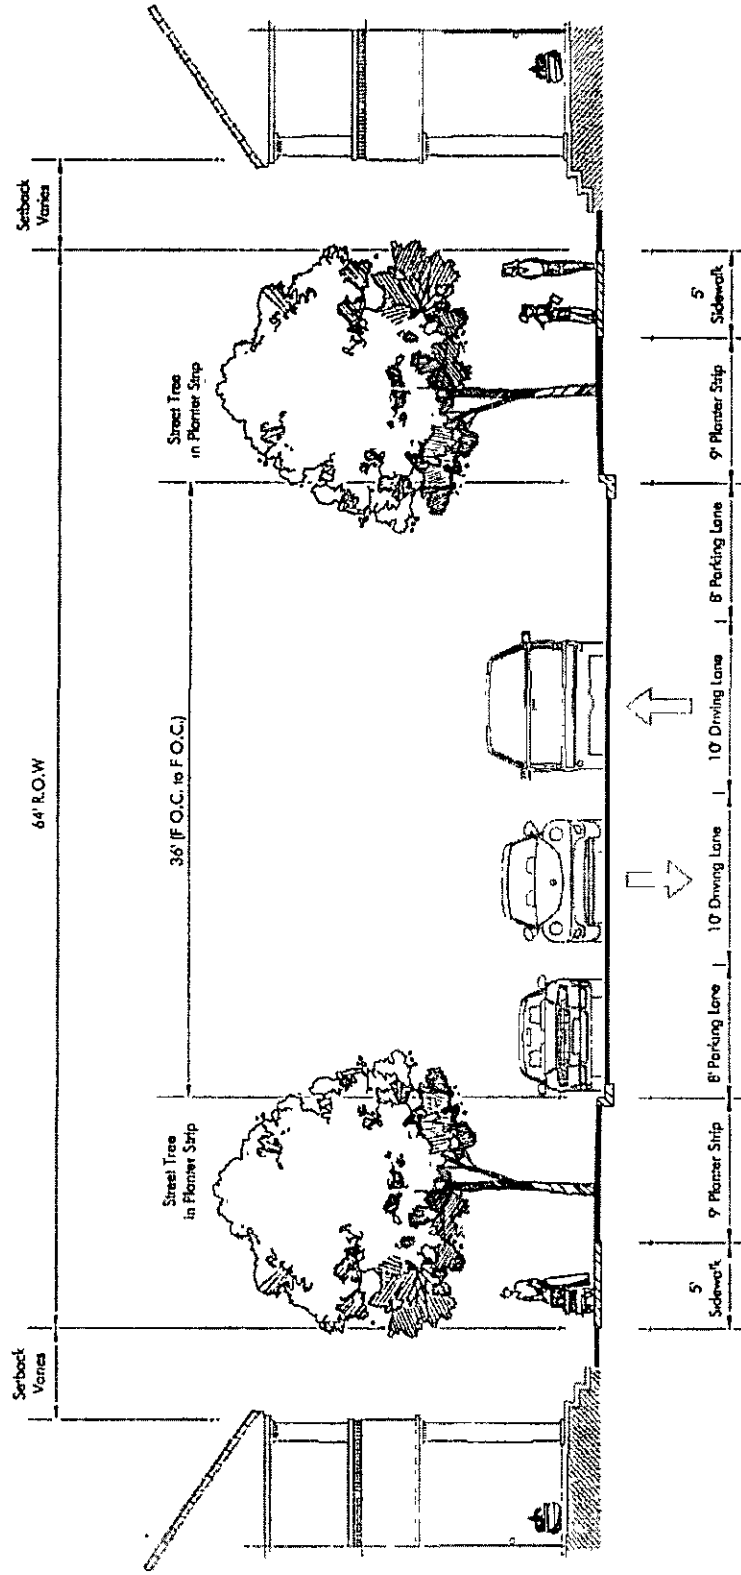 64' R.O.W
Setback
Varies
Setback
Varies
36' (F O.C. to F O.C.)
Street Tree
in Planter Strip
Street Tree
in Planter Strip
5'
Sidewalk
9' Planter Strip
8' Parking Lane
10' Driving Lane
10' Driving Lane
8' Parking Lane
9' Planter Strip
5'
Sidewalk